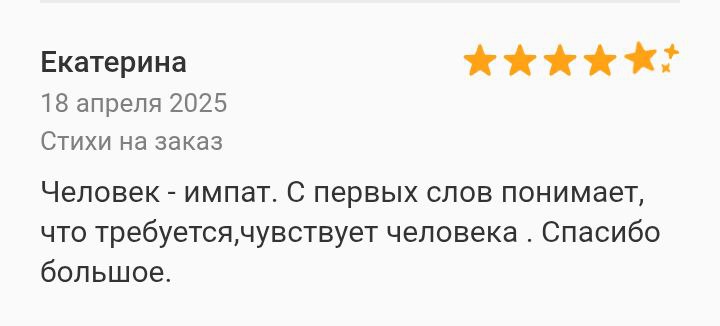 Екатерина
18 апреля 2025
Стихи на заказ
Человек - импат. С первых слов понимает,
что требуется,чувствует человека . Спасибо
большое.